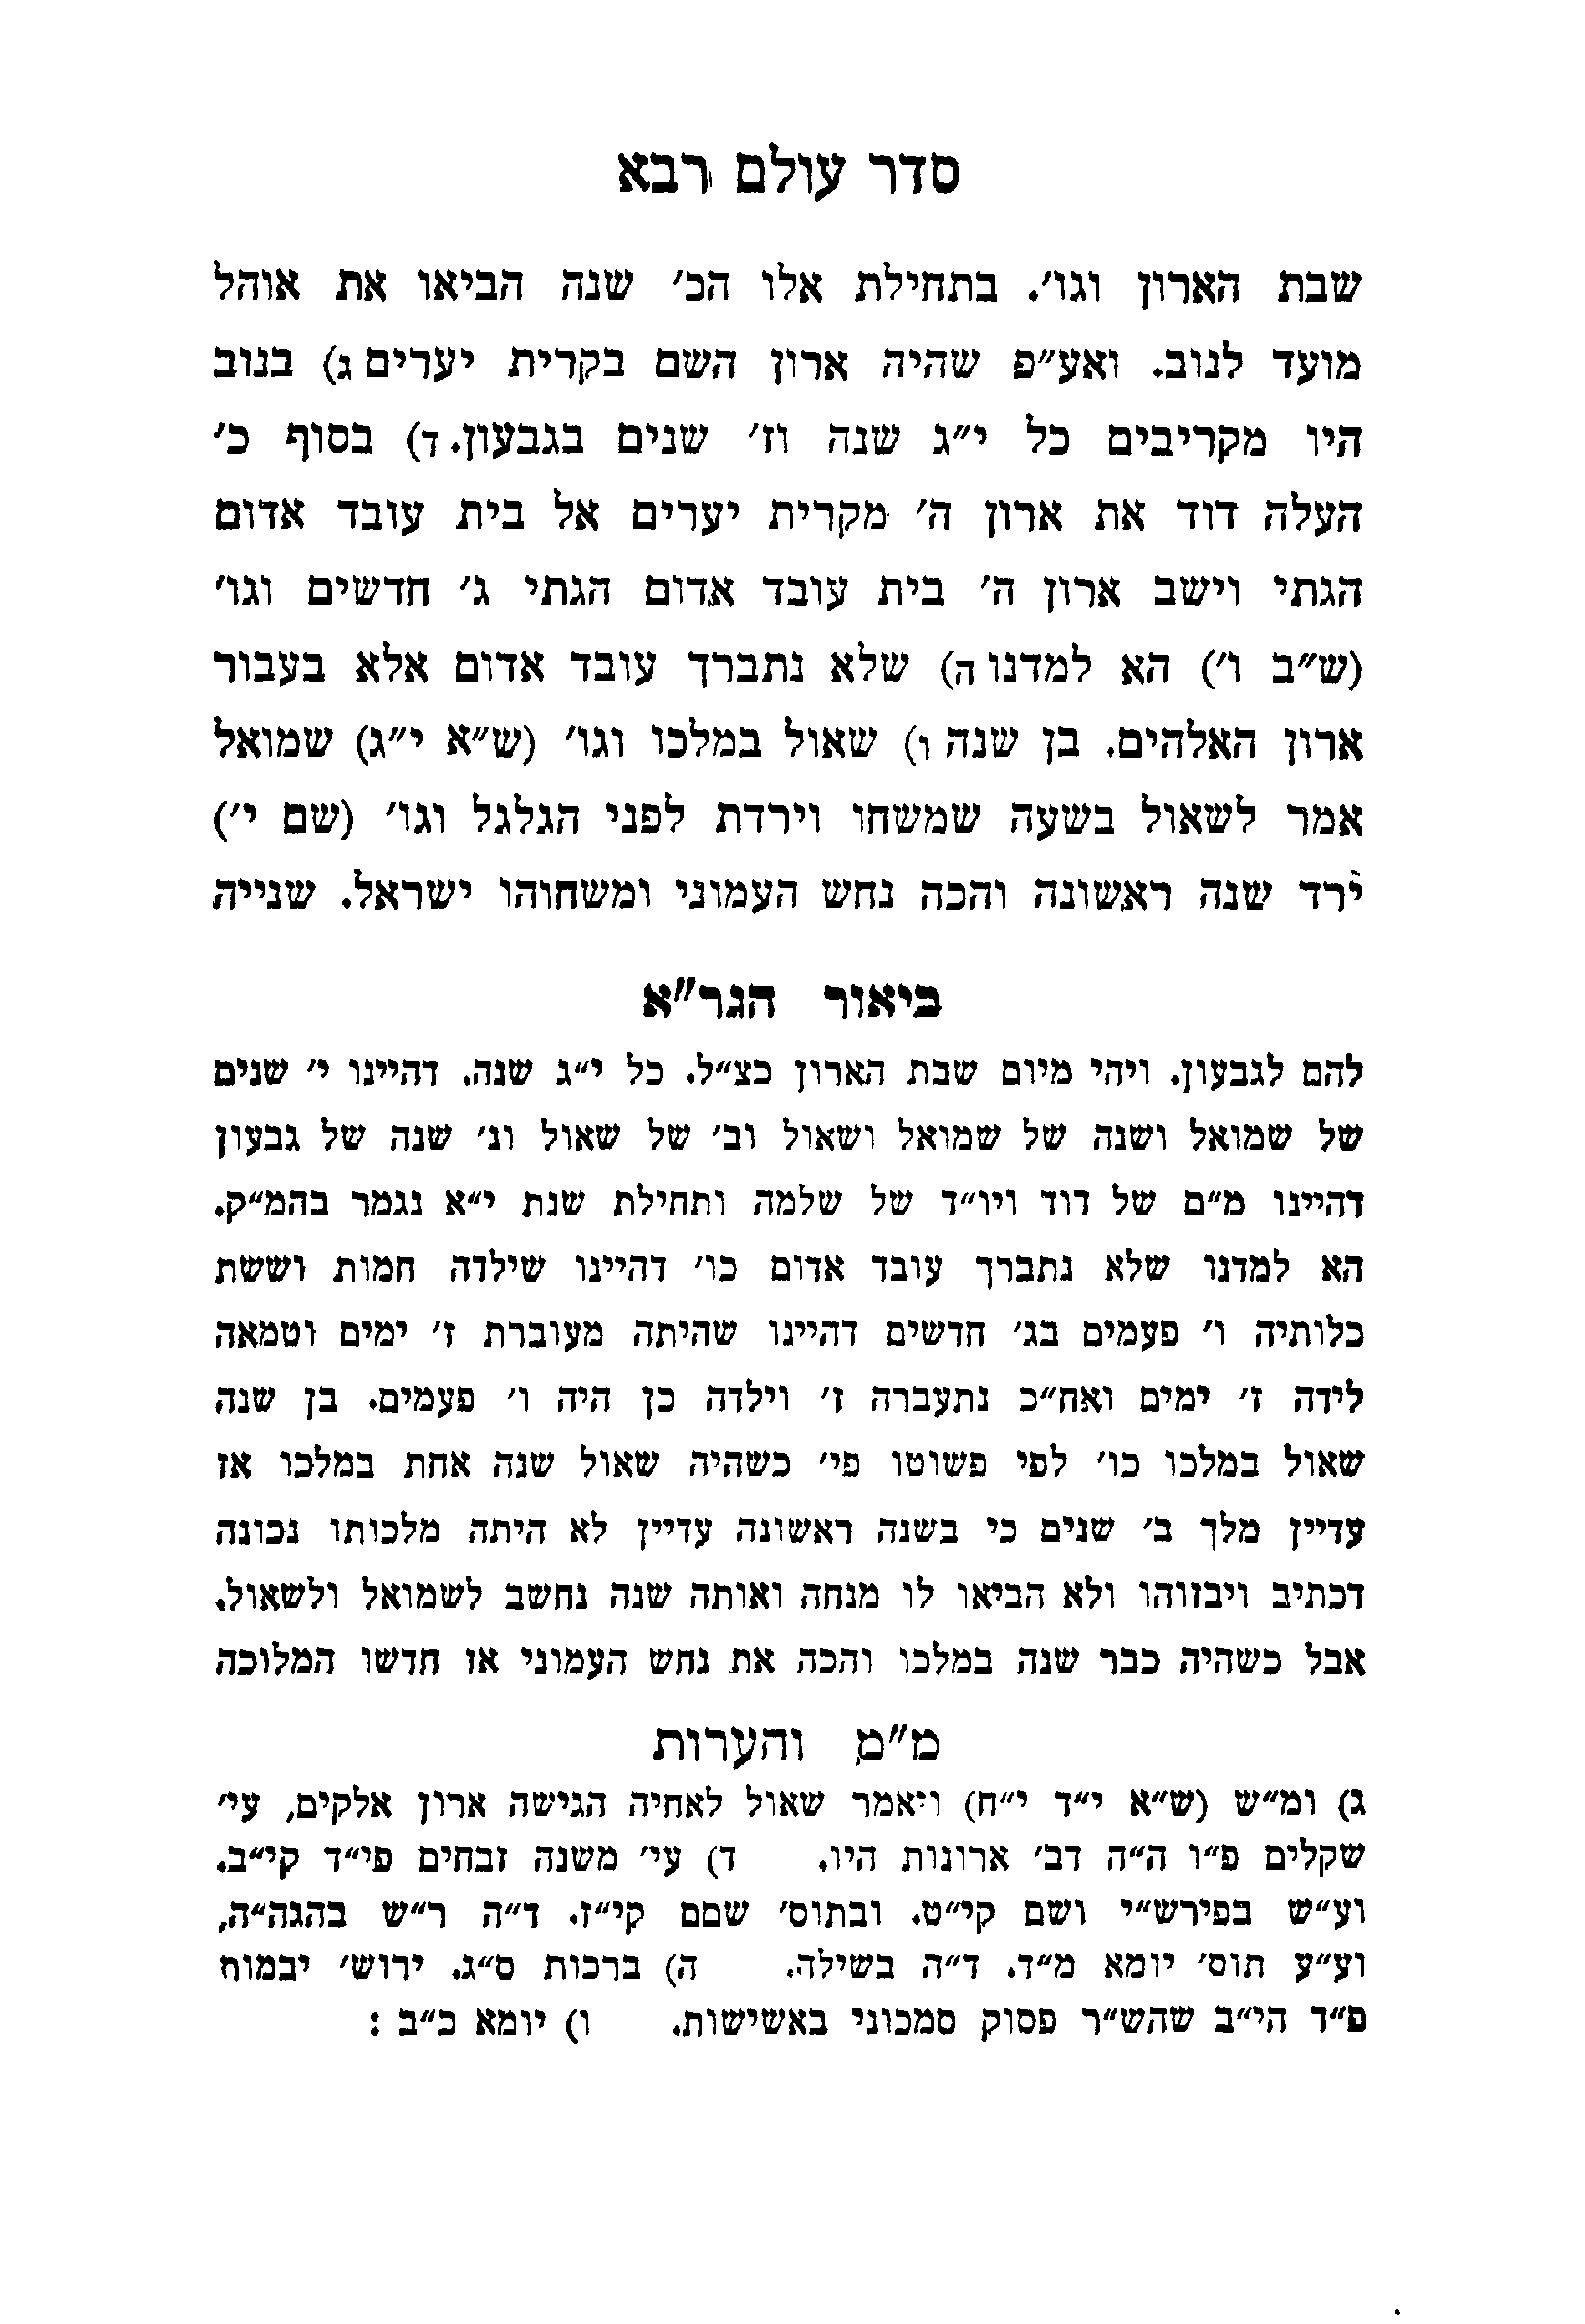 סדר עולם רבא
שבת הארון וגו׳. בתחילת אלו הכ׳ שנה הביאו את אוהל
מועד לנוב. ואע״פ שהיה ארון השם בקרית יערים ג) בנוב
היו מקריבים כל י״ג שנה וז׳ שנים בגבעון. ד) בסוף כ׳
העלה דוד את ארון ה׳ מקרית יערים אל בית עובד אדום
הגתי וישב ארון ה׳ בית עובד אדום הגתי ג׳ חדשים וגו׳
(ש״ב ו׳) הא למדנו ה) שלא נתברך עובד אדום אלא בעבור
ארון האלהים. בן שנה ו) שאול במלכו וגו׳ (ש״א י״ג) שמואל
אמר לשאול בשעה שמשחו וירדת לפני הגלגל וגו׳ (שם י׳)
ירד שנה ראשונה והכה נחש העמוני ומשחוהו ישראל. שנייה
ביאור הגר״א
להם לגבעון. ויהי מיום שבת הארון כצ״ל. כל י״ג שנה. דהיינו י׳ שנים
של שמואל ושנה של שמואל ושאול וב׳ של שאול ונ׳ שנה של גבעון
דהיינו מ״ם של דוד ויו״ד של שלמה ותחילת שנת י״א נגמר בהמ״ק.
הא למדנו שלא נתברך עובד אדום כו׳ דהיינו שילדה חמות וששת
כלותיה ו׳ פעמים בג׳ חדשים דהיינו שהיתה מעוברת ז׳ ימים וטמאה
לידה ז׳ ימים ואח״כ נתעברה ז׳ וילדה כן היה ו׳ פעמים. בן שנה
שאול במלכו כו׳ לפי פשוטו פי׳ כשהיה שאול שנה אחת במלכו אז
עדיין מלך ב׳ שנים כי בשנה ראשונה עדיין לא היתה מלכותו נכונה
דכתיב ויבזוהו ולא הביאו לו מנחה ואותה שנה נחשב לשמואל ולשאול.
אבל כשהיה כבר שנה במלכו והכה את נחש העמוני אז חדשו המלוכה
מ״מ והערות
ג) ומ״ש (ש״א י״ד י״ח) ויאמר שאול לאחיה הגישה ארון אלקים, עי׳
שקלים פ״ו ה״ה דב׳ ארונות היו. ד) עי׳ משנה זבחים פי״ד קי״ב.
וע״ש בפירש״י ושם קי״ט. ובתוס׳ שםם קי״ז. ד״ה ר״ש בהגה״ה,
וע״ע תוס׳ יומא מ״ד. ד״ה בשילה. ה) ברכות ס״ג. ירוש׳ יבמות
פ״ד הי״ב שהש״ר פסוק סמכוני באשישות. ו) יומא כ״ב :